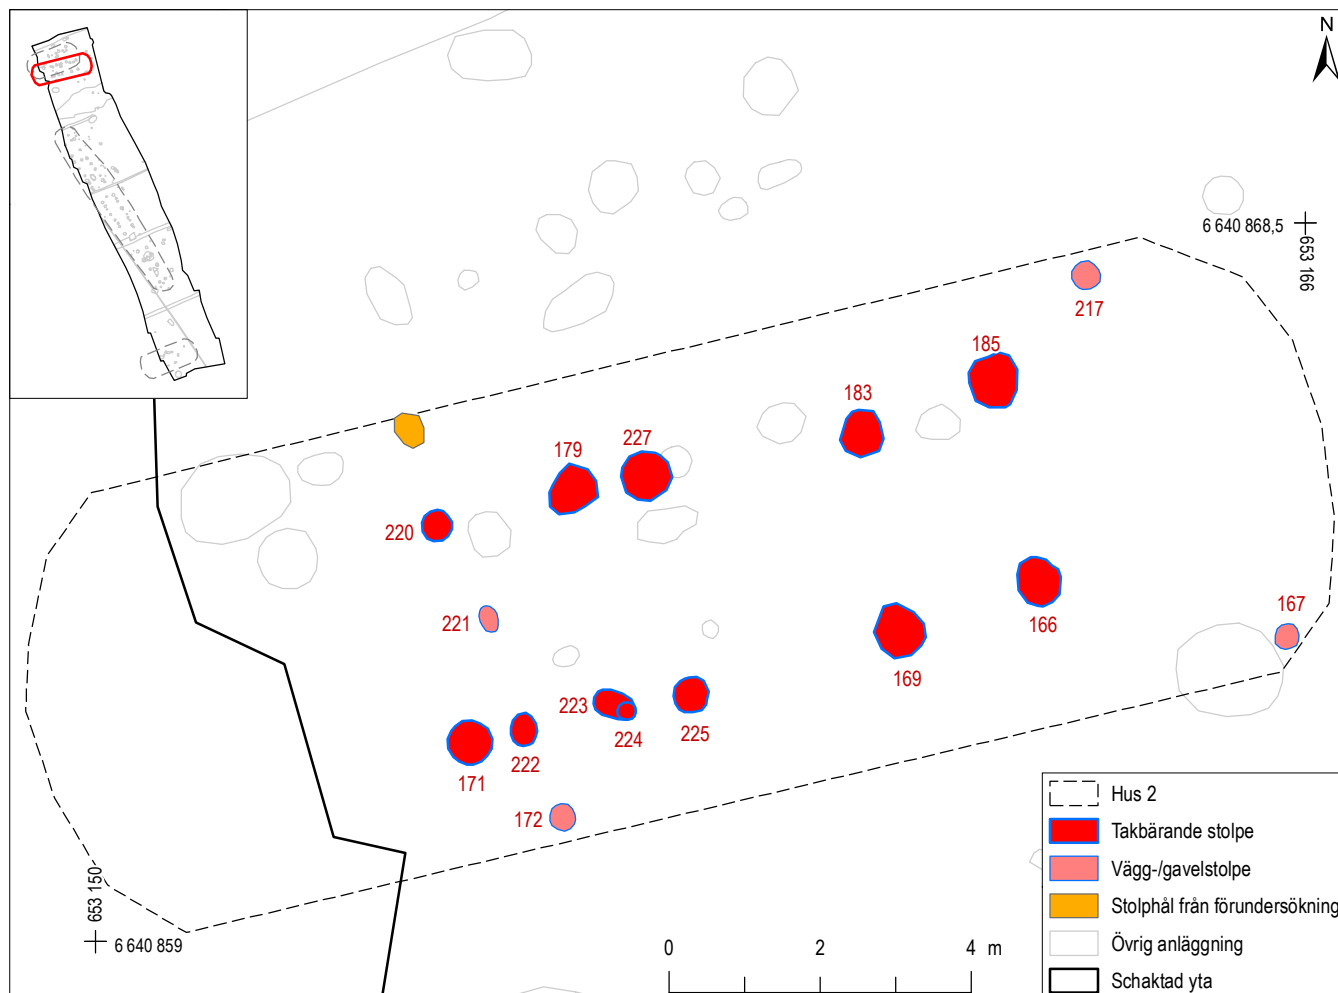 N
6 640 868,5
653 166
217
185
183
227
179
220
221
167
166
169
223
224
225
222
171
172
653 150
6 640 859
0 2 4 m
Hus 2
Takbärande stolpe
Vägg-/gavelstolpe
Stolphål från förundersökning
Övrig anläggning
Schaktad yta